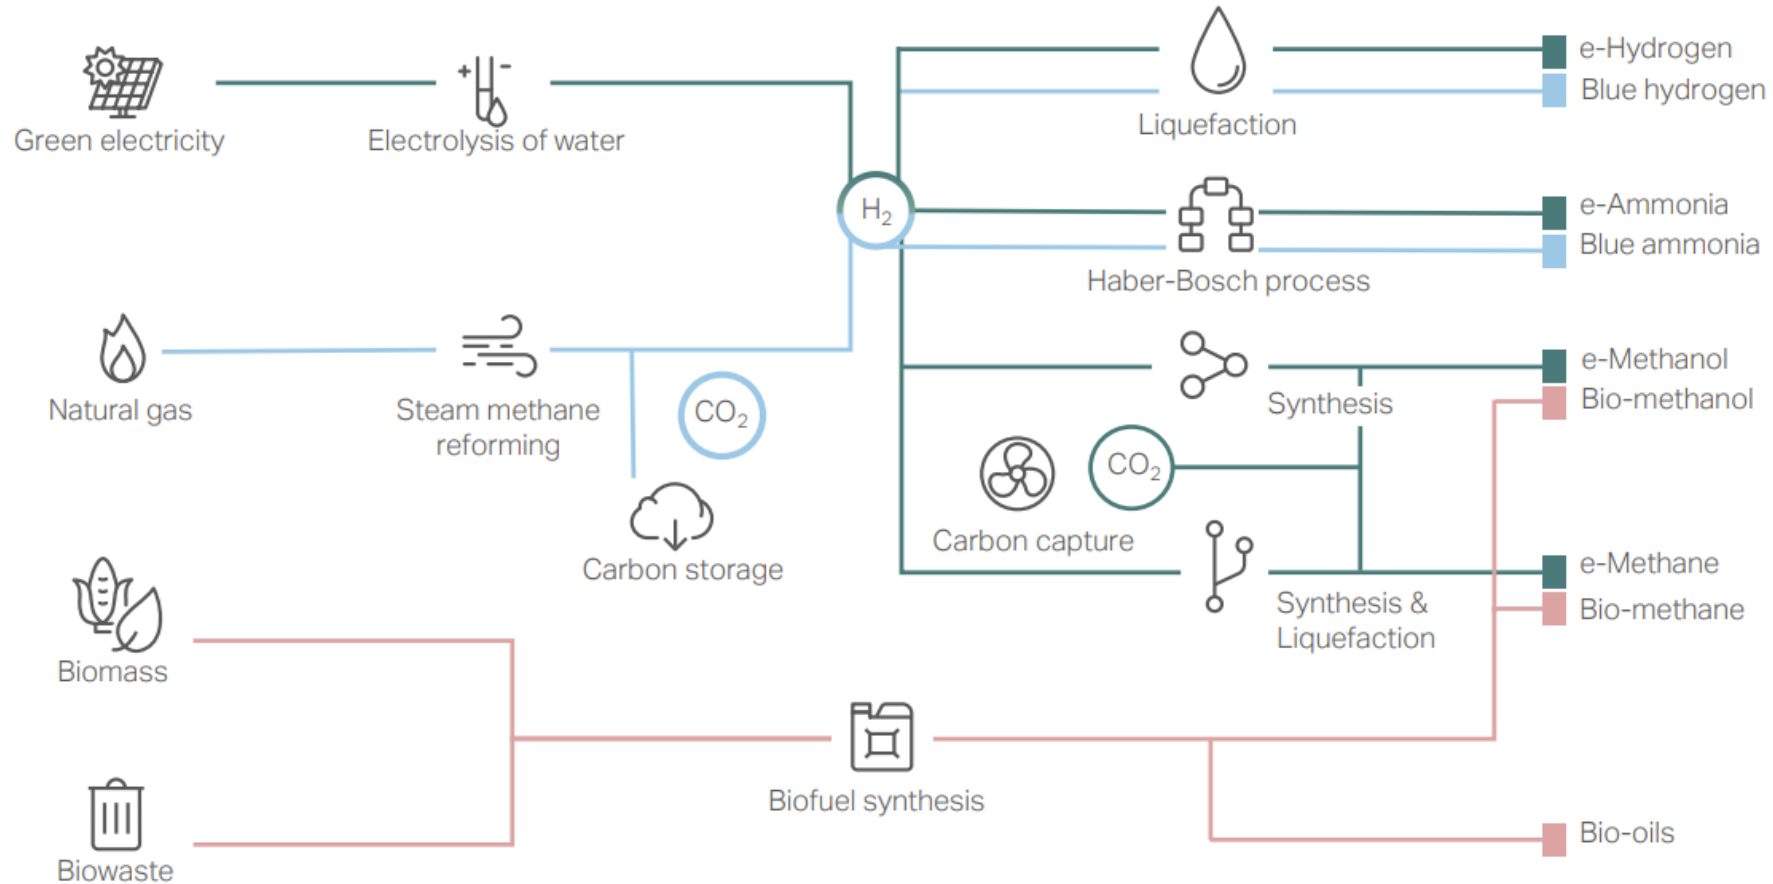 Green electricity
+ -
Electrolysis of water
H₂
Liquefaction
e-Hydrogen
Blue hydrogen
Haber-Bosch process
e-Ammonia
Blue ammonia
Natural gas
Steam methane
reforming
CO₂
Carbon storage
Synthesis
e-Methanol
Bio-methanol
Carbon capture
CO₂
Synthesis &
Liquefaction
e-Methane
Bio-methane
Biomass
Biowaste
Biofuel synthesis
Bio-oils